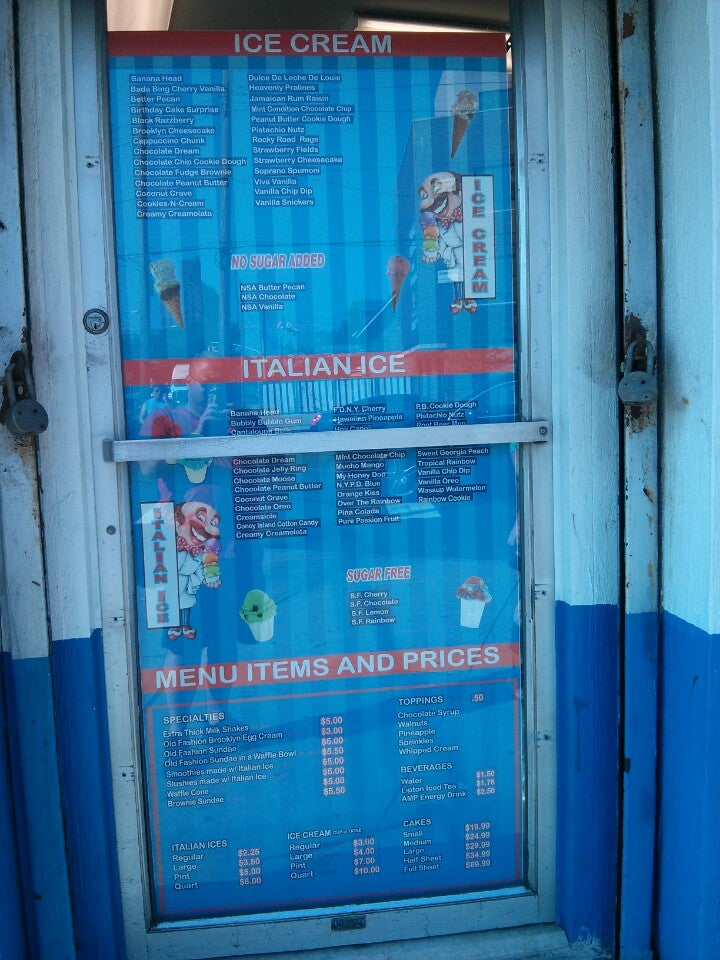 ICE CREAM
Banana Head
Bada Bing Cherry Vanilla
Better Pecan
Birthday Cake Surprise
Black Razzberry
Brooklyn Cheesecake
Cappuccino Chunk
Chocolate Dream
Chocolate Chip Cookie Dough
Chocolate Fudge Brownie
Chocolate Peanut Butter
Coconut Crave
Cookies-N-Cream
Creamy Creamolata
Dulce De Leche De Louie
Heavenly Pralines
Jamaican Rum Raisin
Mint Condition Chocolate Chip
Peanut Butter Cookie Dough
Pistachio Nutz
Rocky Road Rage
Strawberry Fields
Strawberry Cheesecake
Soprano Spumoni
Viva Vanilla
Vanilla Chip Dip
Vanilla Snickers
ICE CREAM
NO SUGAR ADDED
NSA Butter Pecan
NSA Chocolate
NSA Vanilla
ITALIAN ICE
Banana Head
Bubbly Bubble Gum
Cantaloupe
Chocolate Dream
Chocolate Jelly Ring
Chocolate Moose
Chocolate Peanut Butter
Coconut Crave
Chocolate Oreo
Creamsicle
Coney Island Cotton Candy
Creamy Creamolata
F.D.N.Y. Cherry
Hawaiian Pineapple
Mint Chocolate Chip
Mucho Mango
My Honey Doo
N.Y.P.D. Blue
Orange Kiss
Over The Rainbow
Pina Colada
Pure Passion Fruit
P.B. Cookie Dough
Pistachio Nutz
Root Beer
Sweet Georgia Peach
Tropical Rainbow
Vanilla Chip Dip
Vanilla Oreo
Wassup Watermelon
Rainbow Cookie
ITALIAN ICE
SUGAR FREE
S.F. Cherry
S.F. Chocolate
S.F. Lemon
S.F. Rainbow
MENU ITEMS AND PRICES
SPECIALTIES
Extra Thick Milk Shakes $5.00
Old Fashion Brooklyn Egg Cream $3.00
Old Fashion Sundae $5.00
Old Fashion Sundae in a Waffle Bowl $5.50
Smoothies made w/ Italian Ice $5.00
Slushies made w/ Italian Ice $5.00
Waffle Cone $5.00
Brownie Sundae $5.50
TOPPINGS .50
Chocolate Syrup
Walnuts
Pineapple
Sprinkles
Whipped Cream
BEVERAGES
Water $1.50
Lipton Iced Tea $1.75
AMP Energy Drink $2.50
ITALIAN ICES
Regular $2.25
Large $3.50
Pint $5.00
Quart $8.00
ICE CREAM CUP or CONE
Regular $3.00
Large $4.00
Pint $7.00
Quart $10.00
CAKES
Small $19.99
Medium $24.99
Large $29.99
Half Sheet $34.99
Full Sheet $69.99